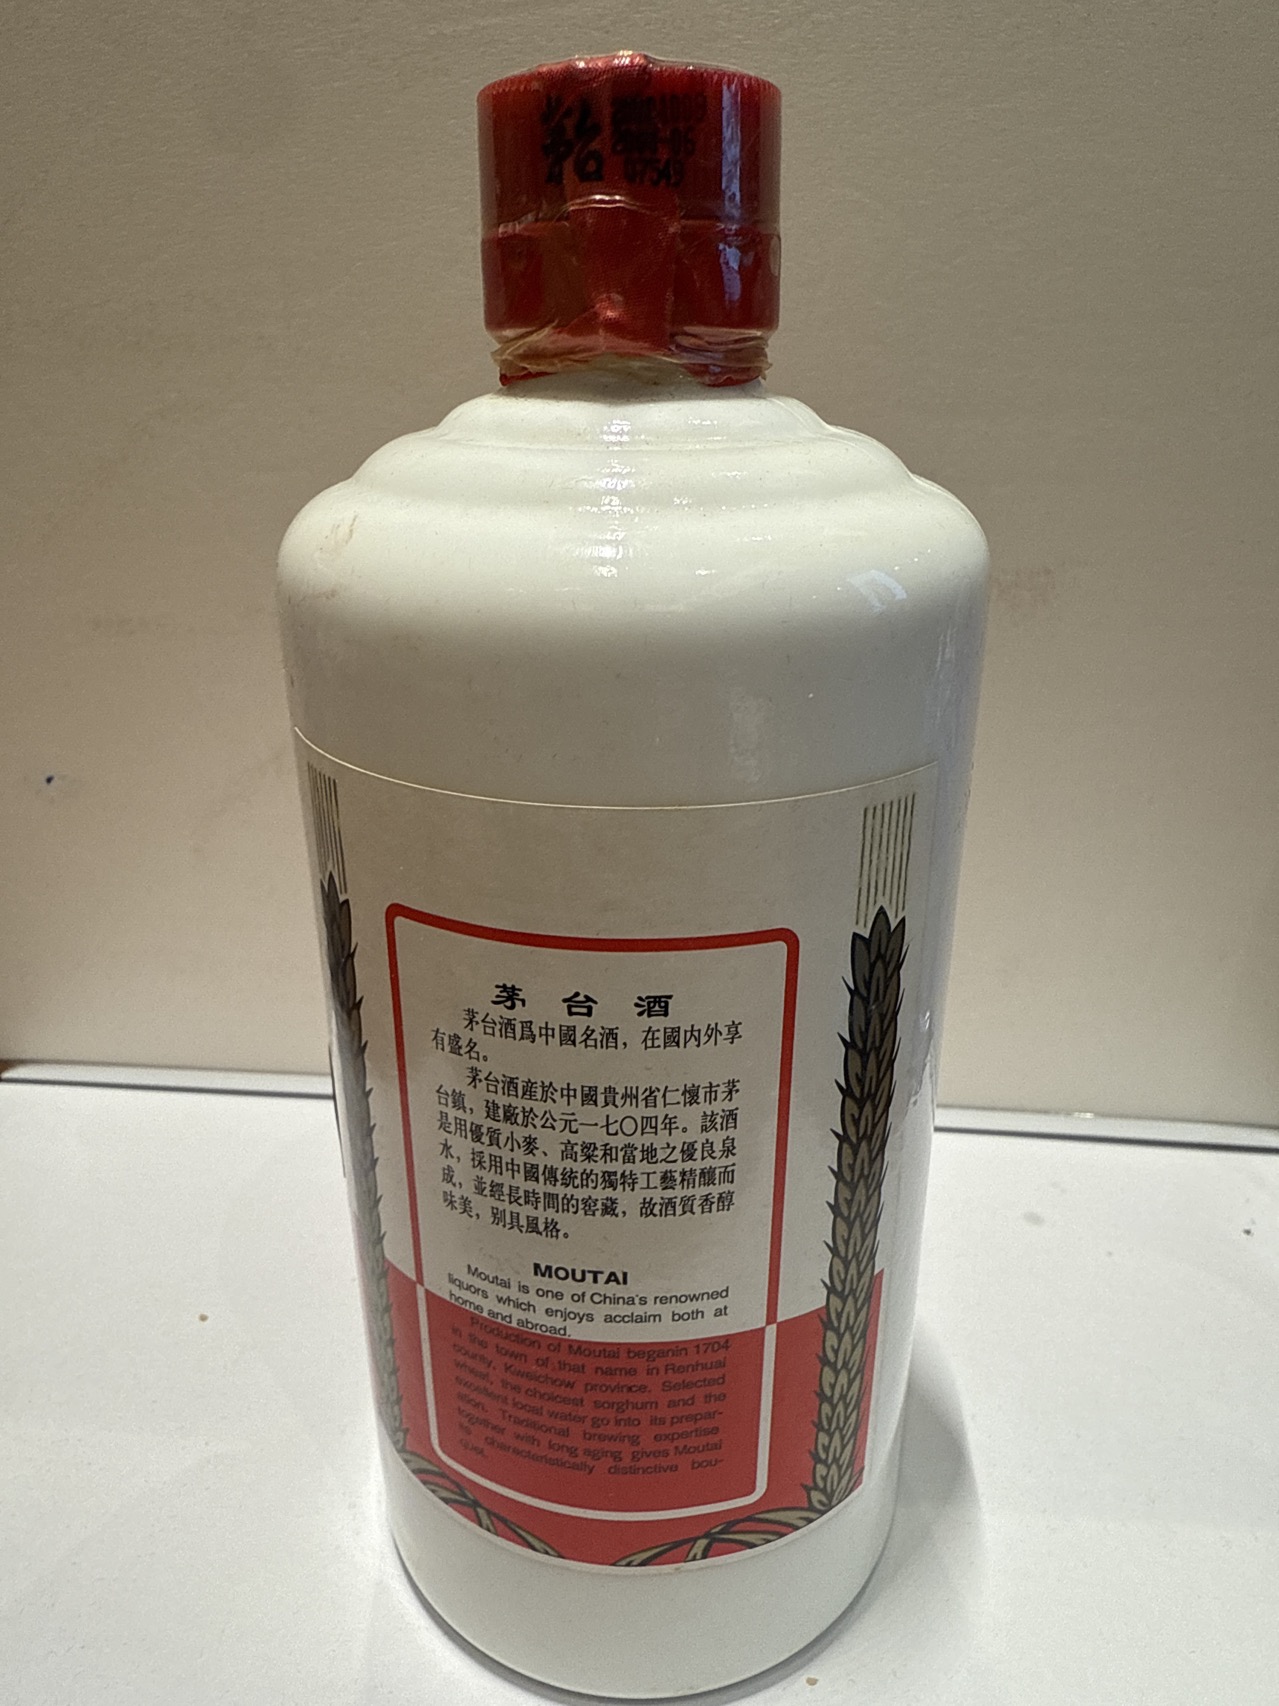 茅台
07549
茅台酒
茅台酒爲中國名酒，在國内外享
有盛名。
茅台酒産於中國貴州省仁懷市茅
台鎮，建廠於公元一七〇四年。該酒
是用優質小麥、高粱和當地之優良泉
水，採用中國傳統的獨特工藝精釀而
成，並經長時間的窖藏，故酒質香醇
味美，别具風格。
MOUTAI
Moutai is one of China's renowned
liquors which enjoys acclaim both at
home and abroad.
Production of Moutai beganin 1704
in the town of that name in Renhuai
county, Kweichow province. Selected
wheat, the choicest sorghum and the
excellent local water go into its prepar-
ation. Traditional brewing expertise
together with long aging gives Moutai
its characteristically distinctive bou-
quet.